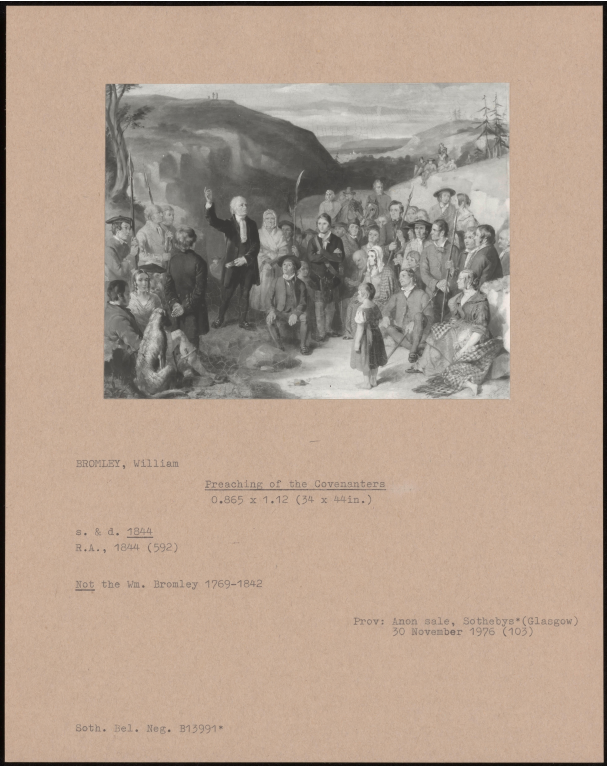 BROMLEY, William
Preaching of the Covenanters
0.865 x 1.12 (34 x 44in.)
s. & d. 1844
R.A., 1844 (592)
Not the Wm. Bromley 1769-1842
Prov: Anon sale, Sothebys*(Glasgow)
30 November 1976 (103)
Soth. Bel. Neg. B13991*